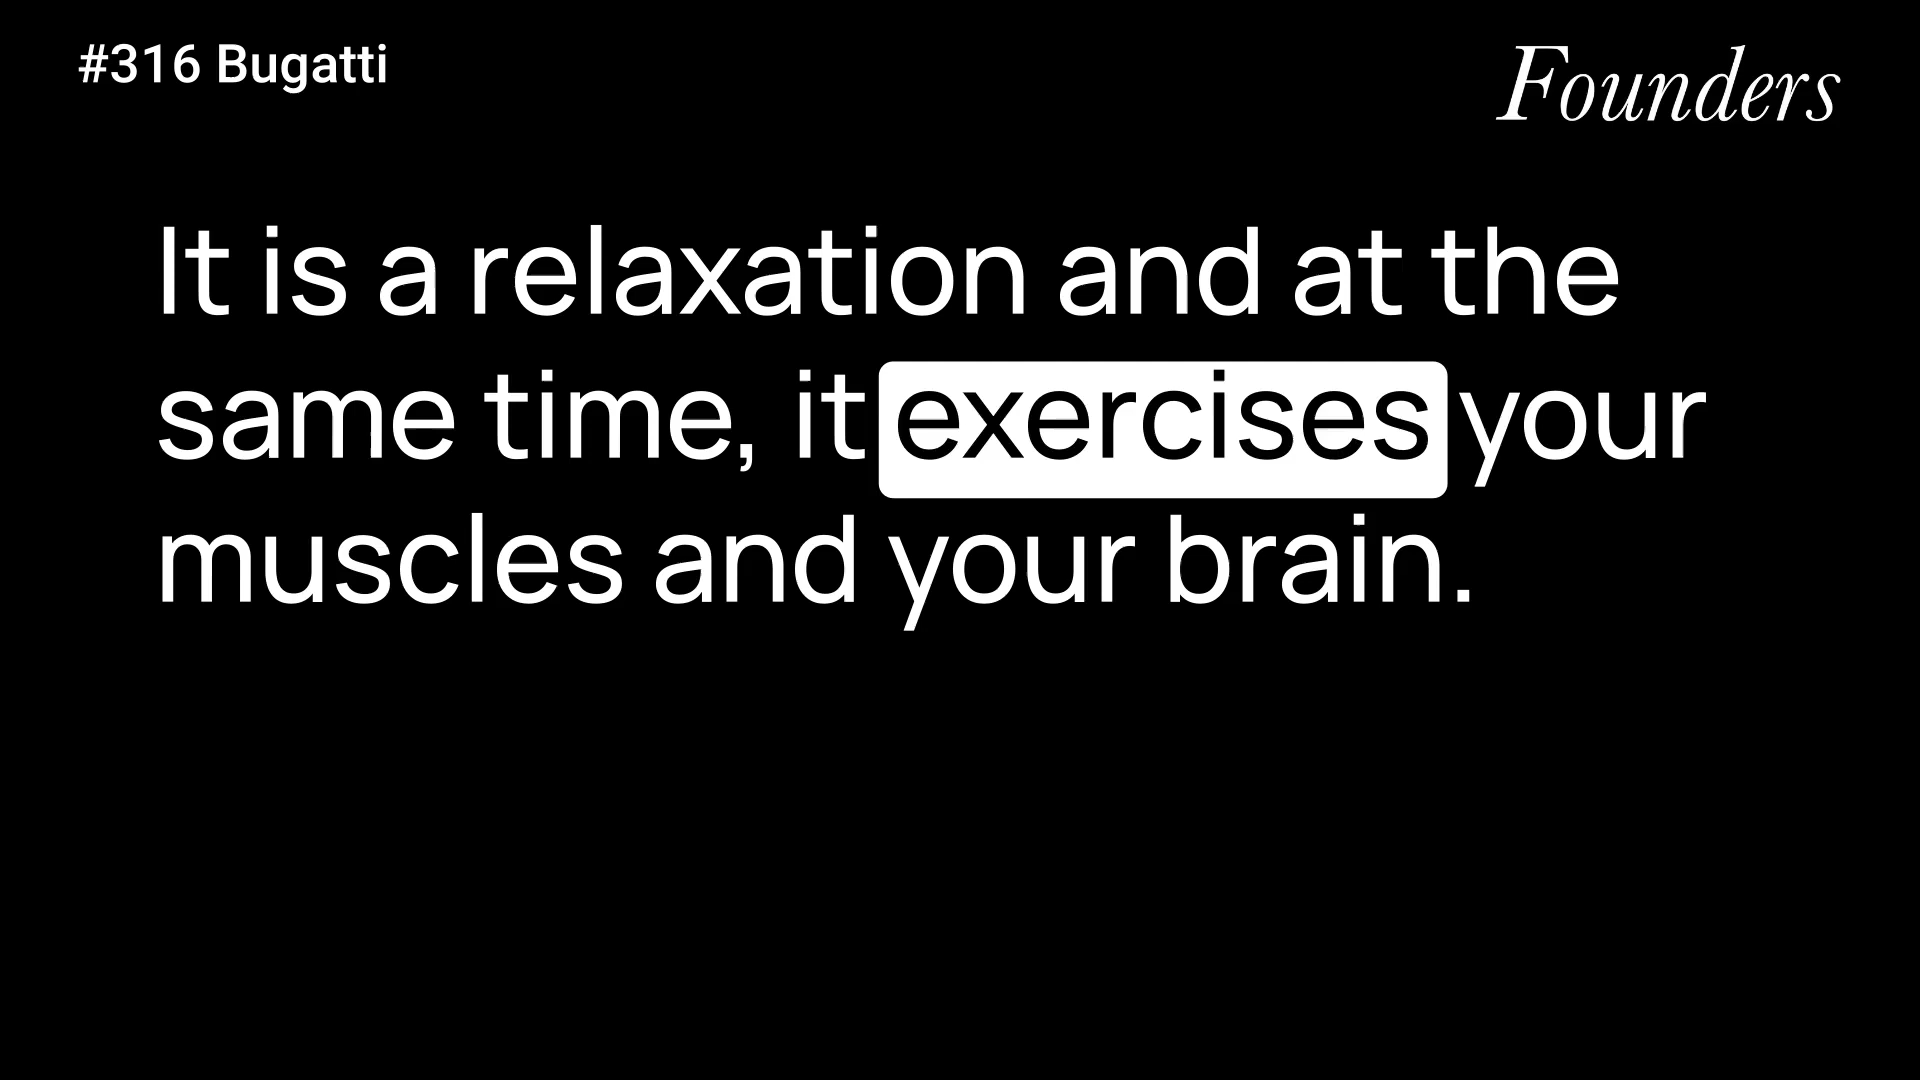 #316 Bugatti
Founders
It is a relaxation and at the
same time, it exercises your
muscles and your brain.